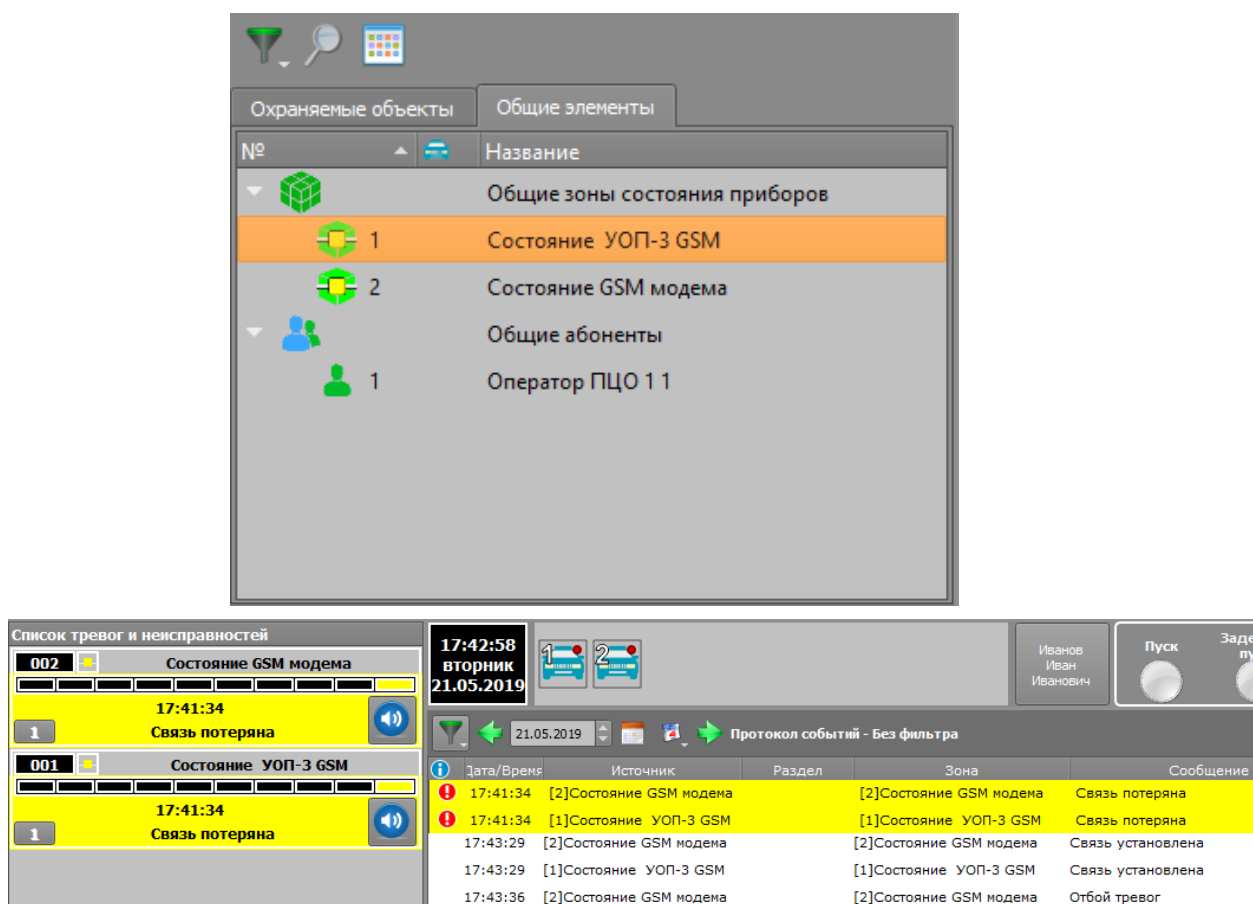 Охраняемые объекты Общие элементы
№ Название
Общие зоны состояния приборов
1 Состояние УОП-3 GSM
2 Состояние GSM модема
Общие абоненты
1 Оператор ПЦО 1 1
Список тревог и неисправностей
002 Состояние GSM модема
17:41:34
1 Связь потеряна
001 Состояние УОП-3 GSM
17:41:34
1 Связь потеряна
17:42:58
вторник
21.05.2019
1 2
Иванов
Иван
Иванович
Пуск
Заде
пу
21.05.2019 Протокол событий - Без фильтра
Дата/Время Источник Раздел Зона Сообщение
17:41:34 [2]Состояние GSM модема [2]Состояние GSM модема Связь потеряна
17:41:34 [1]Состояние УОП-3 GSM [1]Состояние УОП-3 GSM Связь потеряна
17:43:29 [2]Состояние GSM модема [2]Состояние GSM модема Связь установлена
17:43:29 [1]Состояние УОП-3 GSM [1]Состояние УОП-3 GSM Связь установлена
17:43:36 [2]Состояние GSM модема [2]Состояние GSM модема Отбой тревог